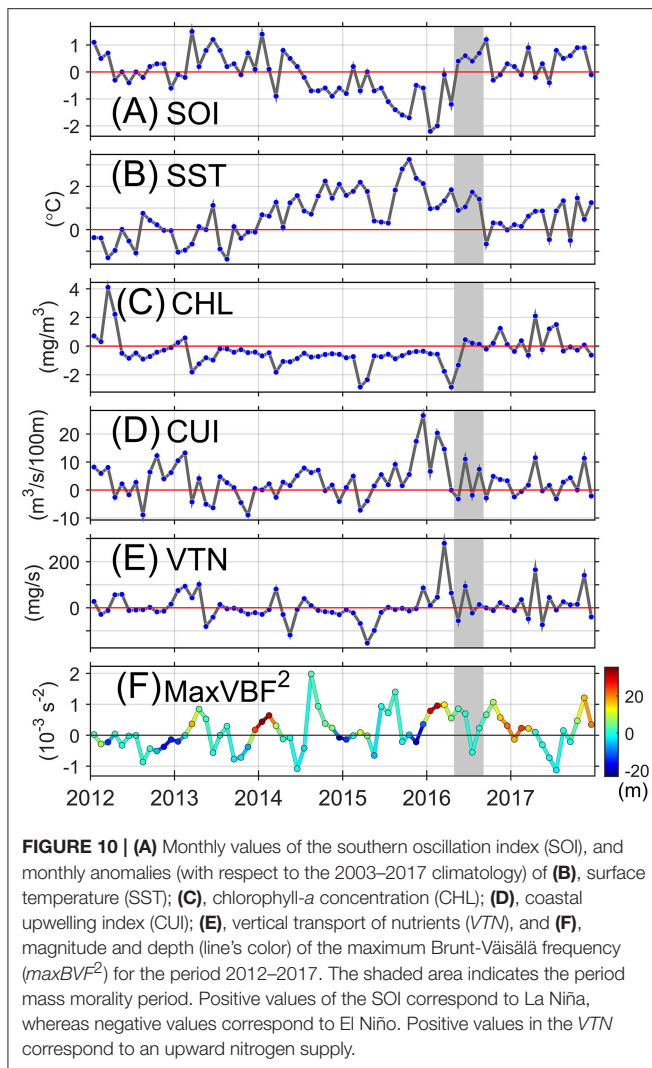 1
0
-1
-2
(A) SOI
2
0
(°C)
(B) SST
4
2
0
-2
(mg/m³)
(C) CHL
20
10
0
-10
(m³/s/100m)
(D) CUI
200
0
(mg/s)
(E) VTN
1
0
-1
(10⁻³ s⁻²)
(F) MaxVBF²
20
0
-20
(m)
2012 2013 2014 2015 2016 2017
FIGURE 10 | (A) Monthly values of the southern oscillation index (SOI), and
monthly anomalies (with respect to the 2003–2017 climatology) of (B), surface
temperature (SST); (C), chlorophyll-a concentration (CHL); (D), coastal
upwelling index (CUI); (E), vertical transport of nutrients (VTN), and (F),
magnitude and depth (line's color) of the maximum Brunt-Väisälä frequency
(maxBVF²) for the period 2012–2017. The shaded area indicates the period
mass morality period. Positive values of the SOI correspond to La Niña,
whereas negative values correspond to El Niño. Positive values in the VTN
correspond to an upward nitrogen supply.